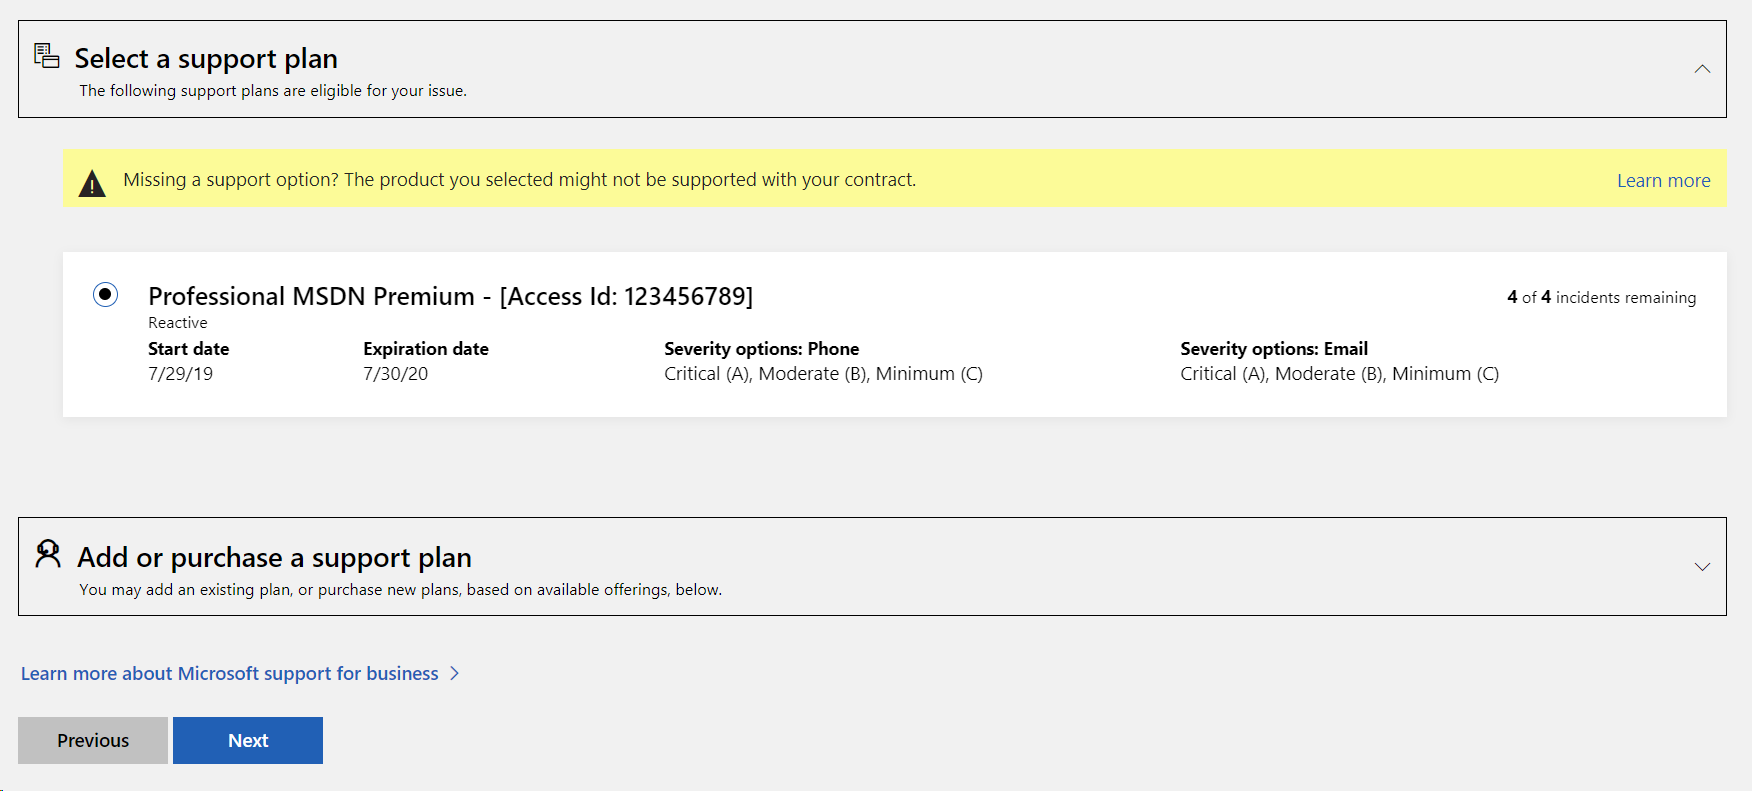 Select a support plan
The following support plans are eligible for your issue.
Missing a support option? The product you selected might not be supported with your contract.
Learn more
Professional MSDN Premium - [Access Id: 123456789]
4 of 4 incidents remaining
Reactive
Start date
7/29/19
Expiration date
7/30/20
Severity options: Phone
Critical (A), Moderate (B), Minimum (C)
Severity options: Email
Critical (A), Moderate (B), Minimum (C)
Add or purchase a support plan
You may add an existing plan, or purchase new plans, based on available offerings, below.
Learn more about Microsoft support for business
Previous
Next